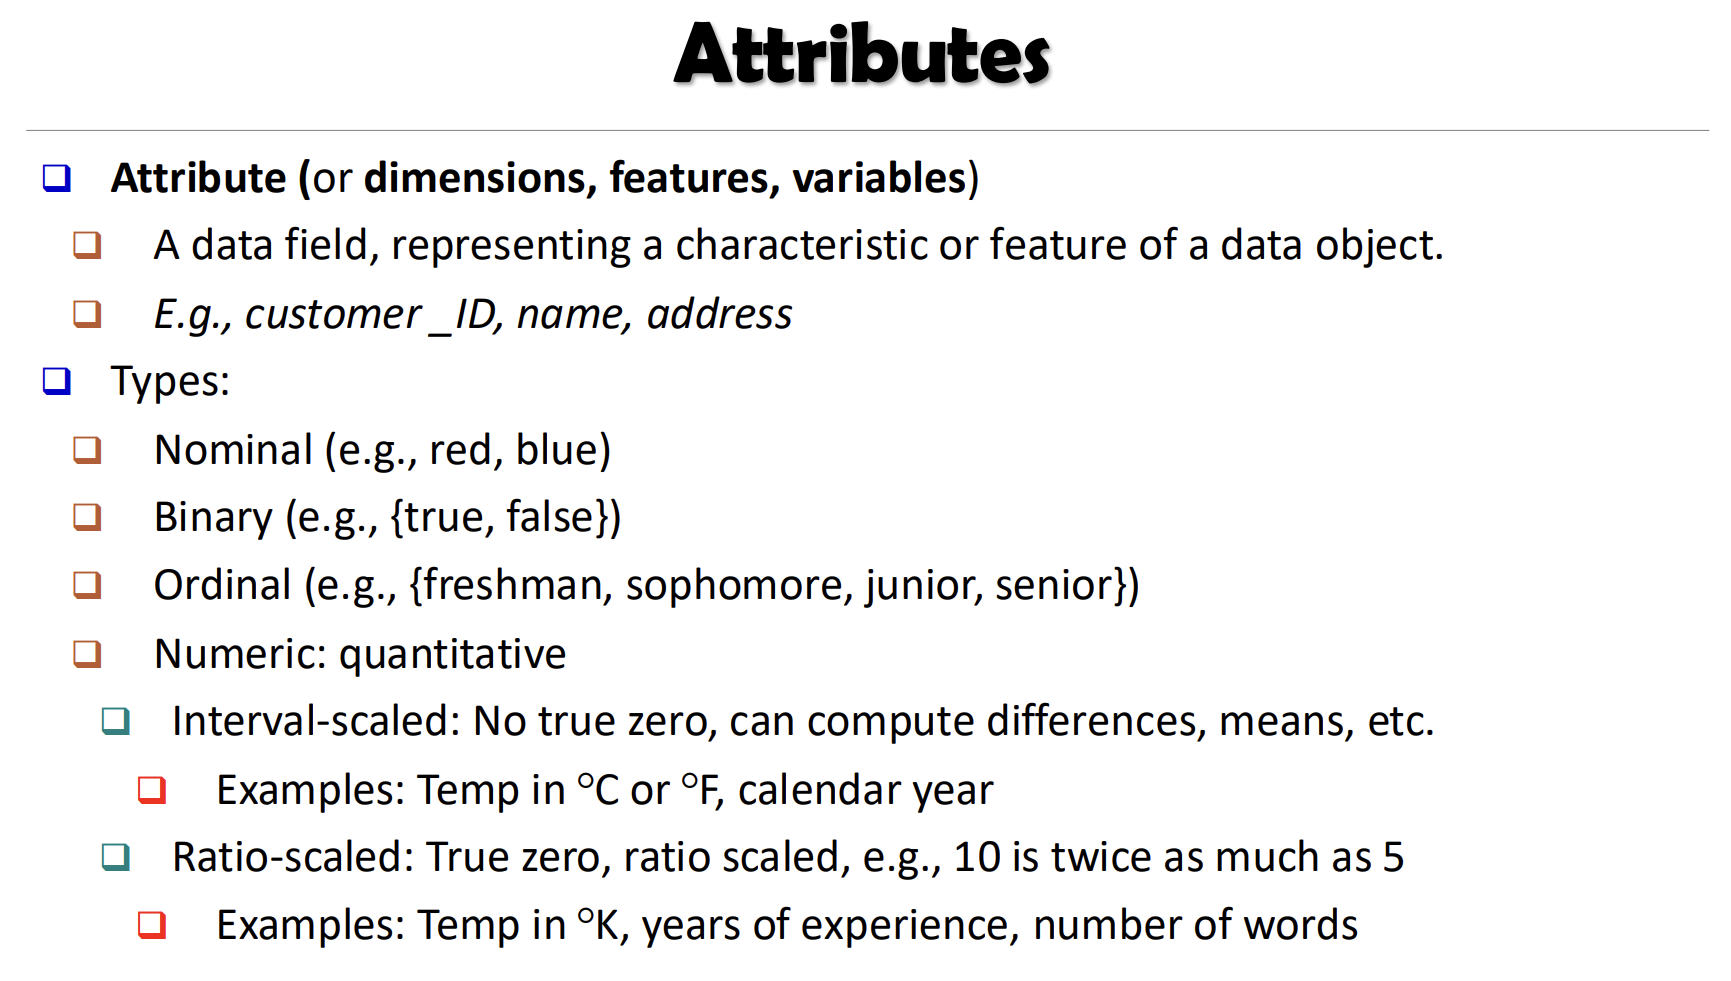 Attributes
Attribute (or dimensions, features, variables)
A data field, representing a characteristic or feature of a data object.
E.g., customer _ID, name, address
Types:
Nominal (e.g., red, blue)
Binary (e.g., {true, false})
Ordinal (e.g., {freshman, sophomore, junior, senior})
Numeric: quantitative
Interval-scaled: No true zero, can compute differences, means, etc.
Examples: Temp in °C or °F, calendar year
Ratio-scaled: True zero, ratio scaled, e.g., 10 is twice as much as 5
Examples: Temp in °K, years of experience, number of words